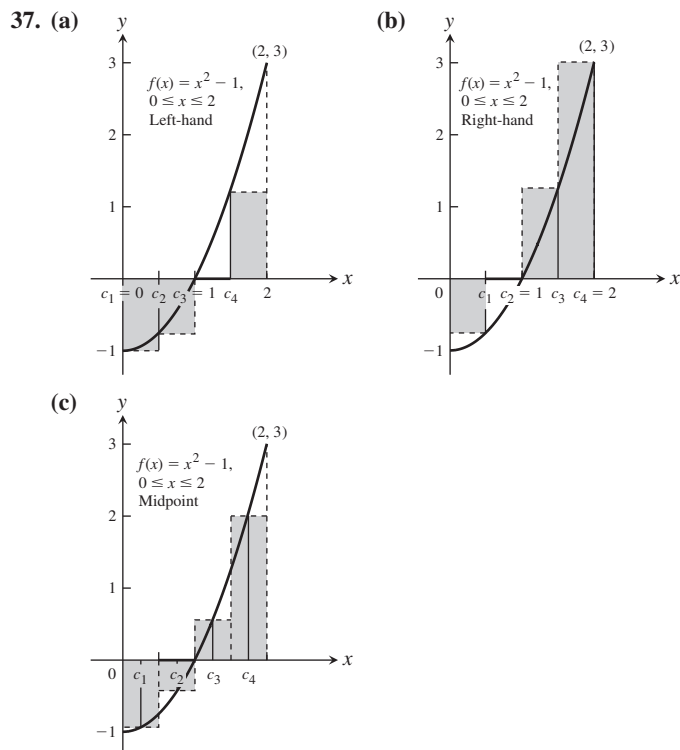 37. (a)
y
(2, 3)
3
f(x) = x² − 1,
0 ≤ x ≤ 2
Left-hand
2
1
x
c₁ = 0 c₂ c₃ = 1 c₄ 2
−1
(b)
y
(2, 3)
3
f(x) = x² − 1,
0 ≤ x ≤ 2
Right-hand
2
1
x
0 c₁ c₂ = 1 c₃ c₄ = 2
−1
(c)
y
(2, 3)
3
f(x) = x² − 1,
0 ≤ x ≤ 2
Midpoint
2
1
x
0 c₁ c₂ c₃ c₄
−1